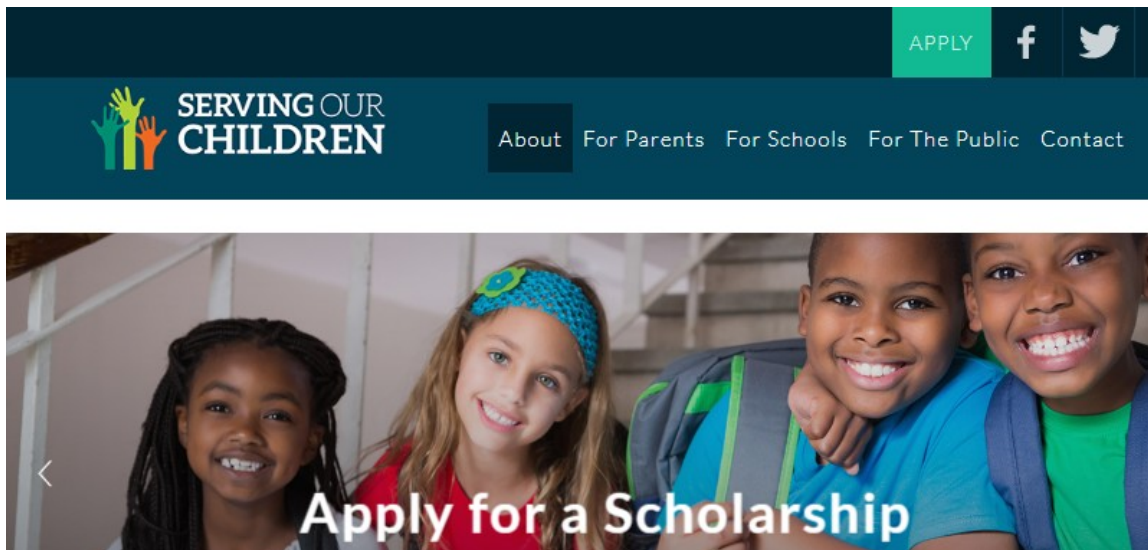 APPLY
SERVING OUR
CHILDREN
About For Parents For Schools For The Public Contact
Apply for a Scholarship